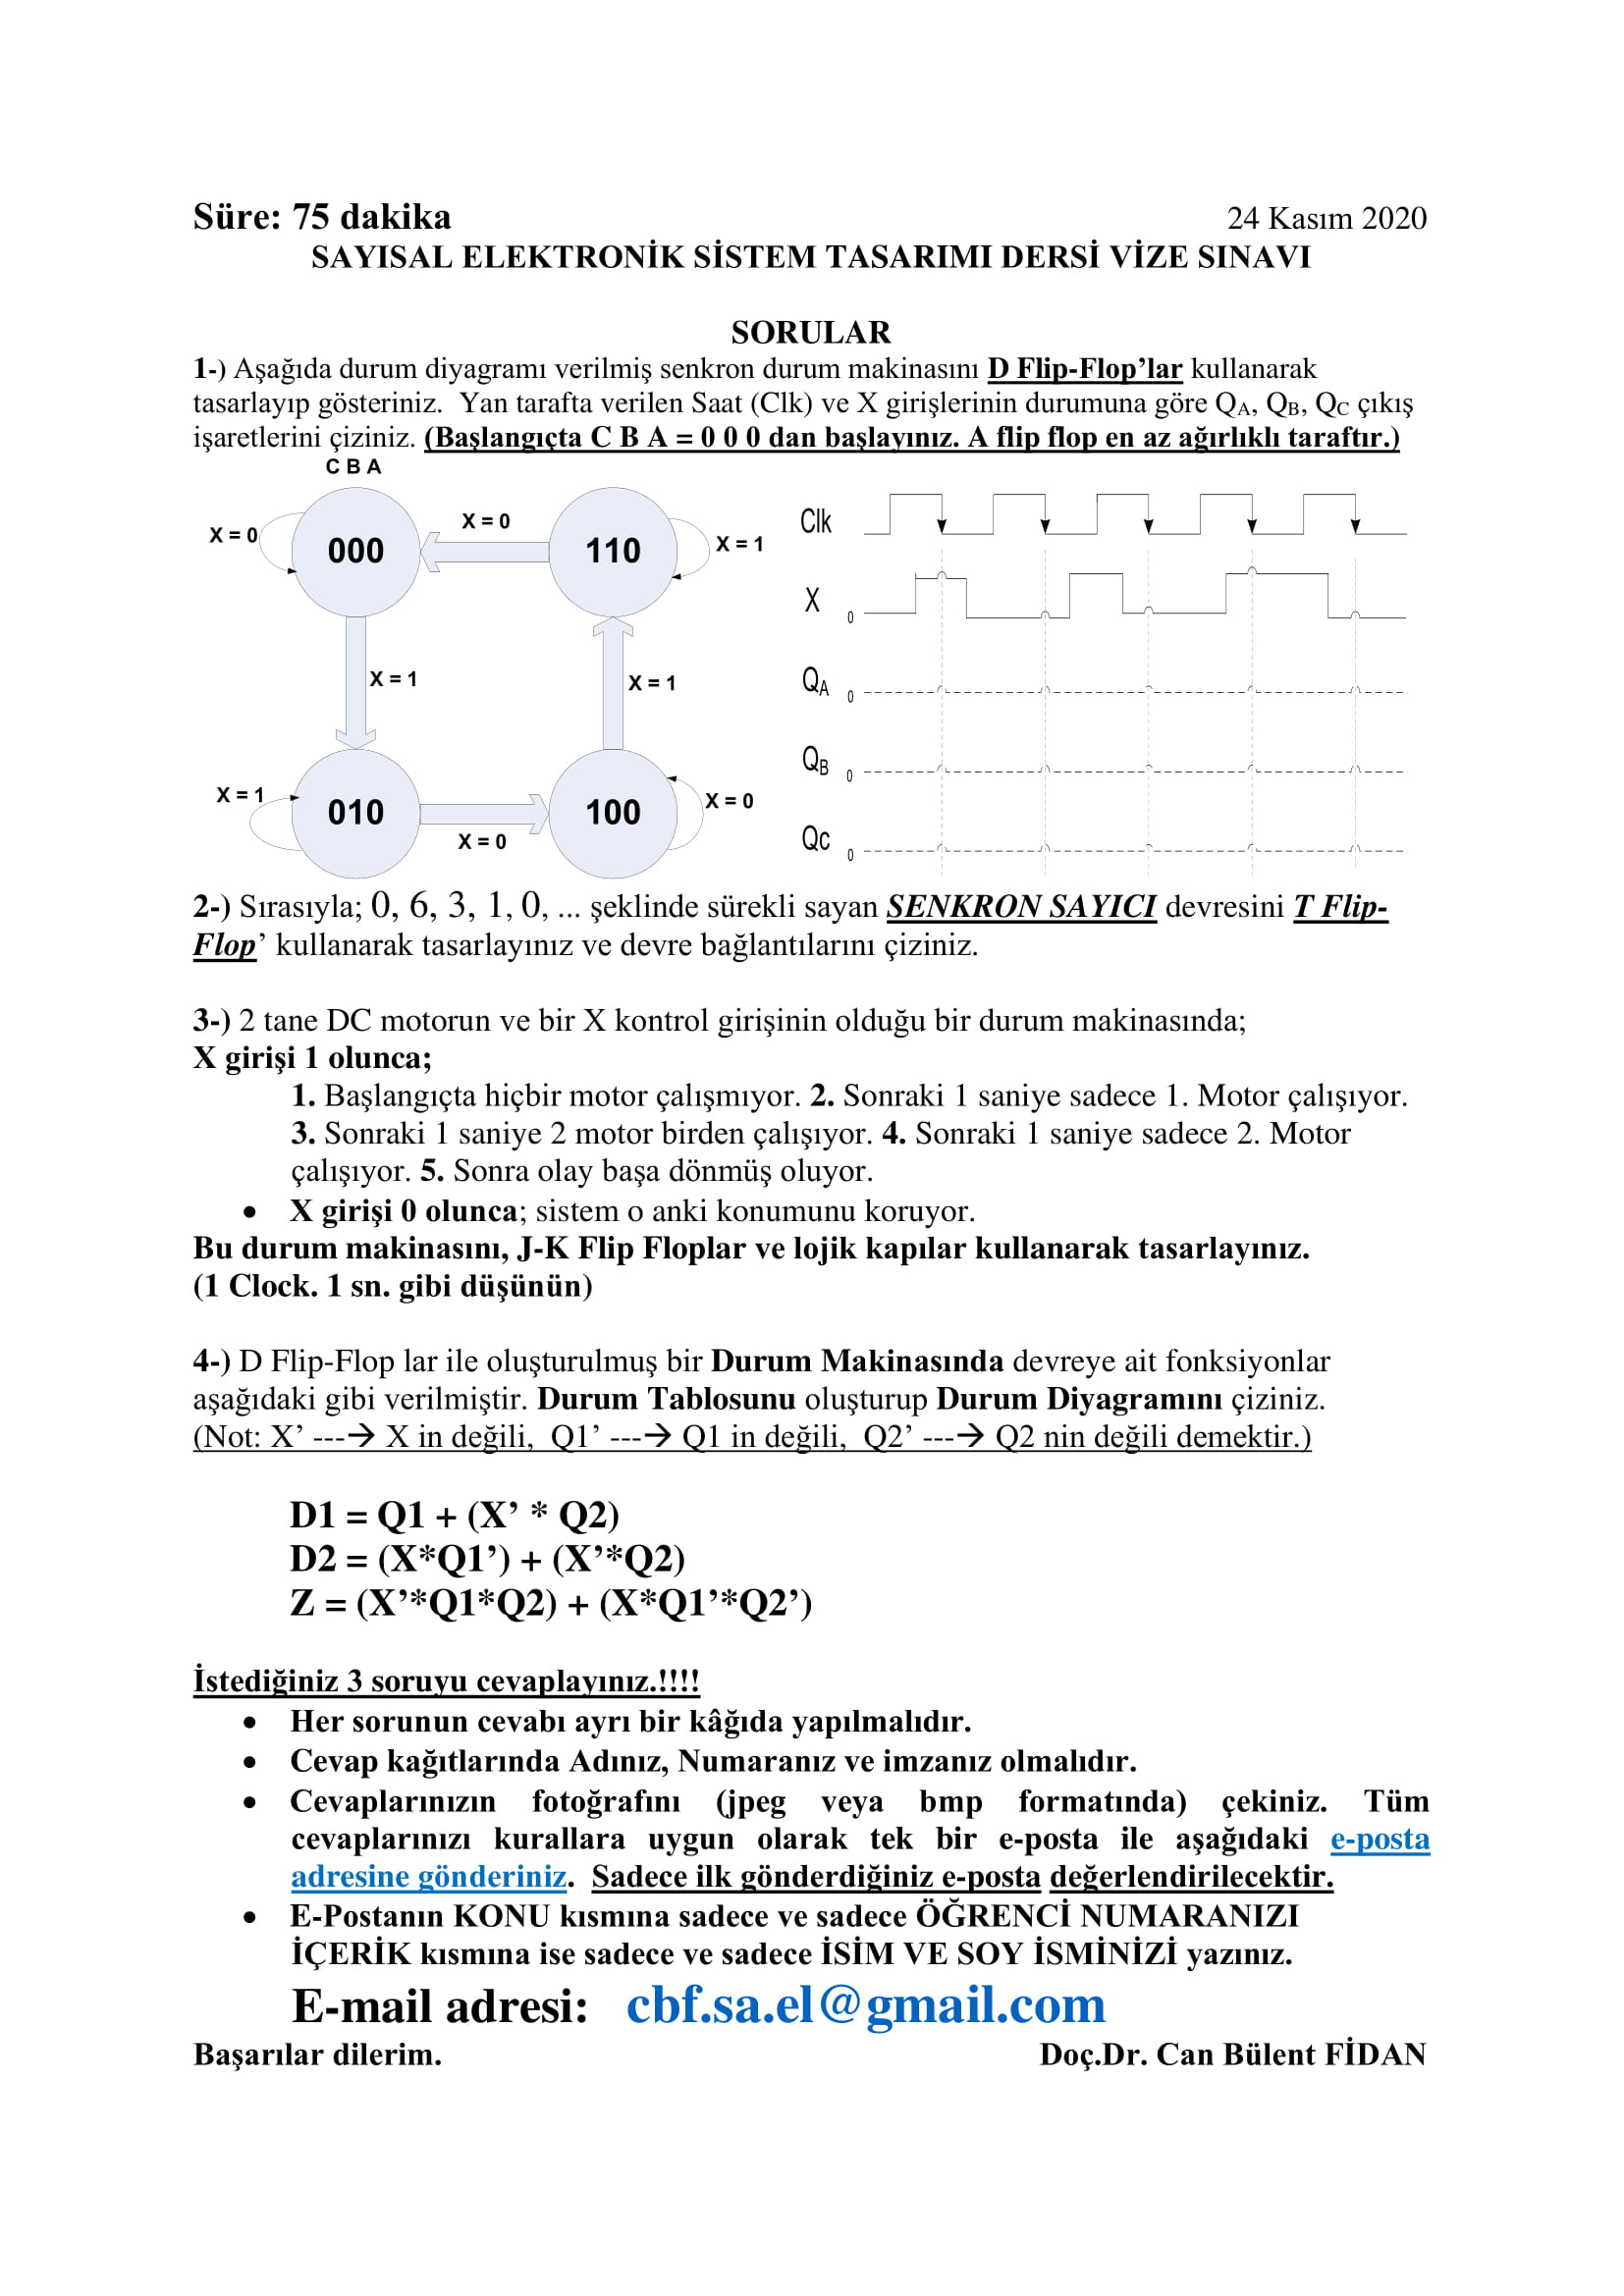 Süre: 75 dakika 24 Kasım 2020
SAYISAL ELEKTRONİK SİSTEM TASARIMI DERSİ VİZE SINAVI
SORULAR
1-) Aşağıda durum diyagramı verilmiş senkron durum makinasını D Flip-Flop’lar kullanarak
tasarlayıp gösteriniz. Yan tarafta verilen Saat (Clk) ve X girişlerinin durumuna göre QA, QB, QC çıkış
işaretlerini çiziniz. (Başlangıçta C B A = 0 0 0 dan başlayınız. A flip flop en az ağırlıklı taraftır.)
C B A
X = 0
000
X = 0
110
X = 1
X = 1
X = 1
X = 1
010
X = 0
100
X = 0
Clk
X 0
QA 0
QB 0
Qc 0
2-) Sırasıyla; 0, 6, 3, 1, 0, ... şeklinde sürekli sayan SENKRON SAYICI devresini T Flip-
Flop’ kullanarak tasarlayınız ve devre bağlantılarını çiziniz.
3-) 2 tane DC motorun ve bir X kontrol girişinin olduğu bir durum makinasında;
X girişi 1 olunca;
1. Başlangıçta hiçbir motor çalışmıyor. 2. Sonraki 1 saniye sadece 1. Motor çalışıyor.
3. Sonraki 1 saniye 2 motor birden çalışıyor. 4. Sonraki 1 saniye sadece 2. Motor
çalışıyor. 5. Sonra olay başa dönmüş oluyor.
• X girişi 0 olunca; sistem o anki konumunu koruyor.
Bu durum makinasını, J-K Flip Floplar ve lojik kapılar kullanarak tasarlayınız.
(1 Clock. 1 sn. gibi düşünün)
4-) D Flip-Flop lar ile oluşturulmuş bir Durum Makinasında devreye ait fonksiyonlar
aşağıdaki gibi verilmiştir. Durum Tablosunu oluşturup Durum Diyagramını çiziniz.
(Not: X’ ---→ X in değili, Q1’ ---→ Q1 in değili, Q2’ ---→ Q2 nin değili demektir.)
D1 = Q1 + (X’ * Q2)
D2 = (X*Q1’) + (X’*Q2)
Z = (X’*Q1*Q2) + (X*Q1’*Q2’)
İstediğiniz 3 soruyu cevaplayınız.!!!!
• Her sorunun cevabı ayrı bir kâğıda yapılmalıdır.
• Cevap kağıtlarında Adınız, Numaranız ve imzanız olmalıdır.
• Cevaplarınızın fotoğrafını (jpeg veya bmp formatında) çekiniz. Tüm
cevaplarınızı kurallara uygun olarak tek bir e-posta ile aşağıdaki e-posta
adresine gönderiniz. Sadece ilk gönderdiğiniz e-posta değerlendirilecektir.
• E-Postanın KONU kısmına sadece ve sadece ÖĞRENCİ NUMARANIZI
İÇERİK kısmına ise sadece ve sadece İSİM VE SOY İSMİNİZİ yazınız.
E-mail adresi: cbf.sa.el@gmail.com
Başarılar dilerim. Doç.Dr. Can Bülent FİDAN